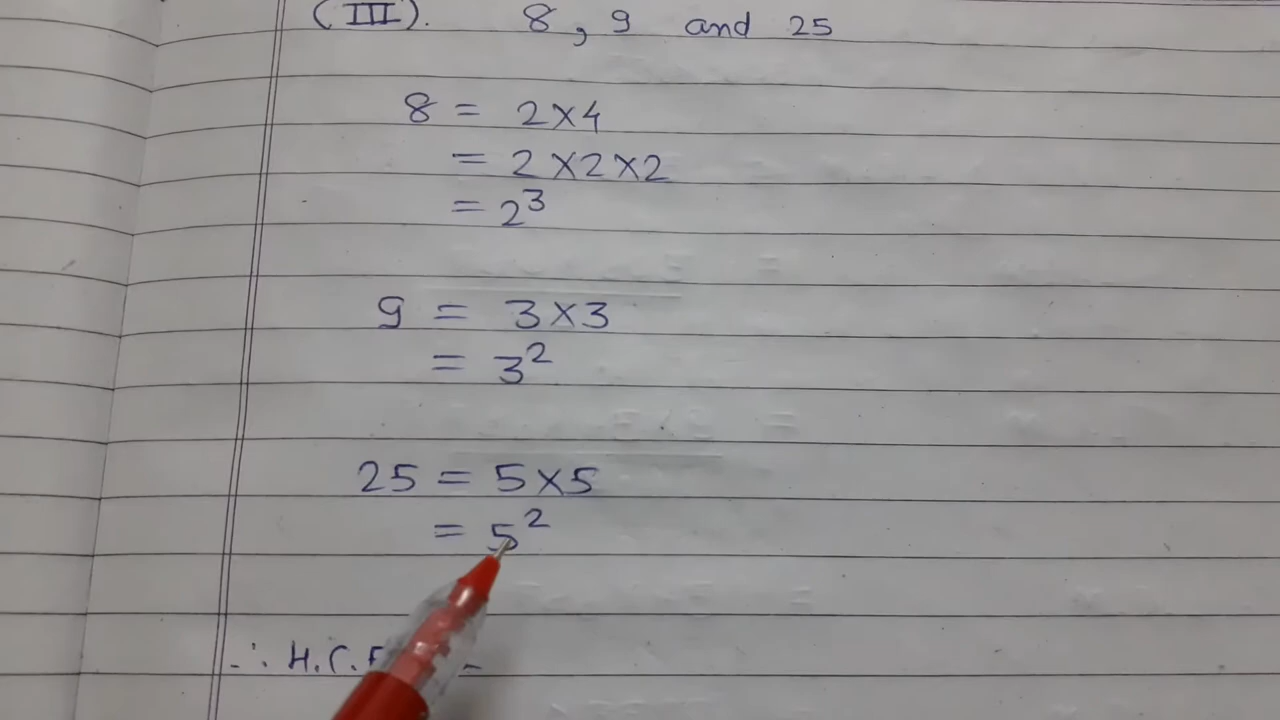 (III). 8, 9 and 25
8 = 2×4
= 2×2×2
= 2³
9 = 3×3
= 3²
25 = 5×5
= 5²
∴ H.C.F